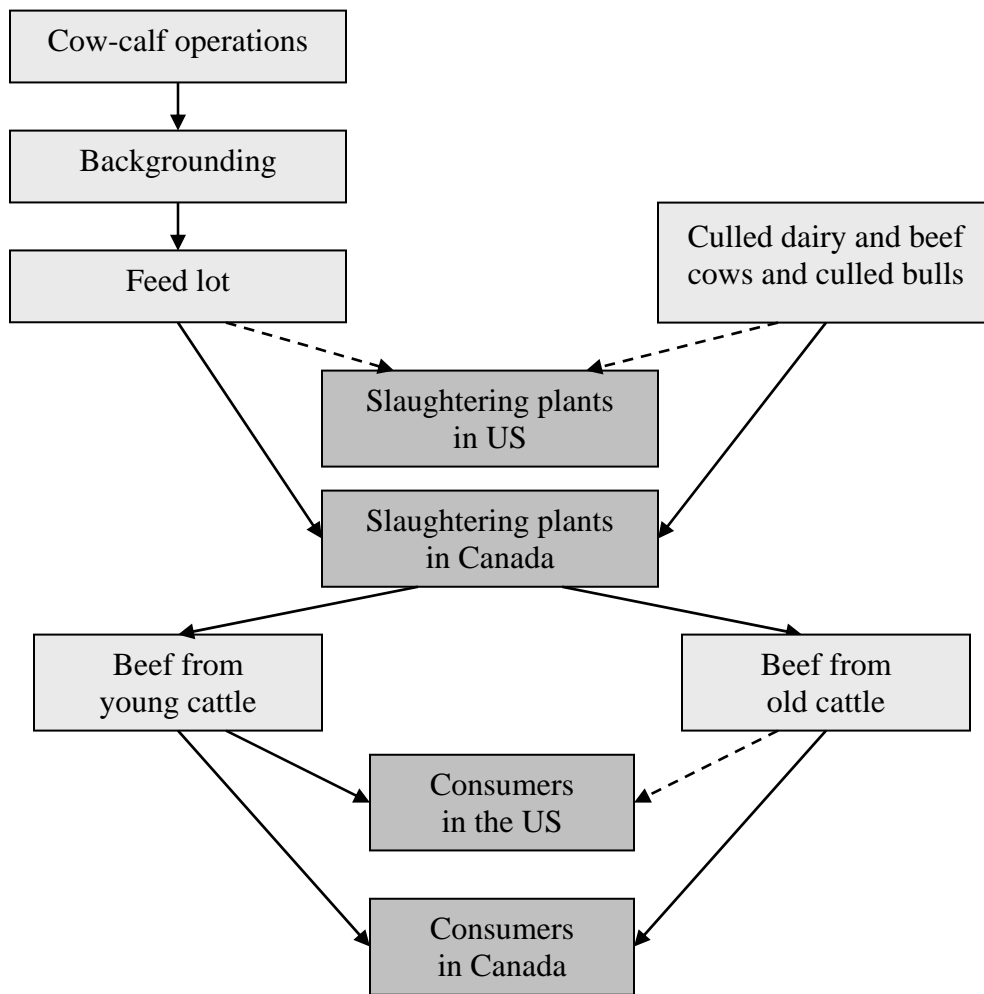 Cow-calf operations
Backgrounding
Feed lot
Culled dairy and beef
cows and culled bulls
Slaughtering plants
in US
Slaughtering plants
in Canada
Beef from
young cattle
Beef from
old cattle
Consumers
in the US
Consumers
in Canada